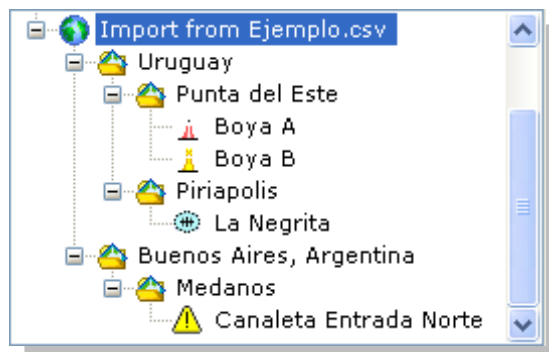 Import from Ejemplo.csv
Uruguay
Punta del Este
Boya A
Boya B
Piriapolis
La Negrita
Buenos Aires, Argentina
Medanos
Canaleta Entrada Norte